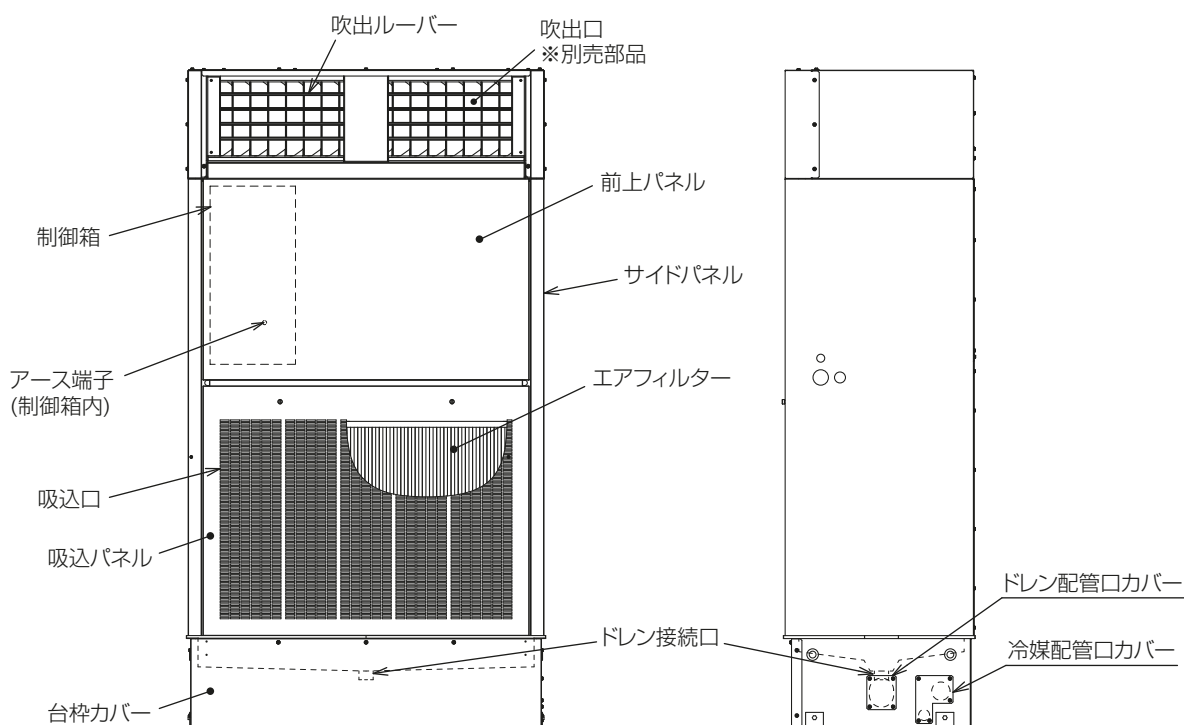 吹出ルーバー
吹出口
※別売部品
前上パネル
制御箱
サイドパネル
アース端子
(制御箱内)
エアフィルター
吸込口
吸込パネル
ドレン配管口カバー
ドレン接続口
冷媒配管口カバー
台枠カバー